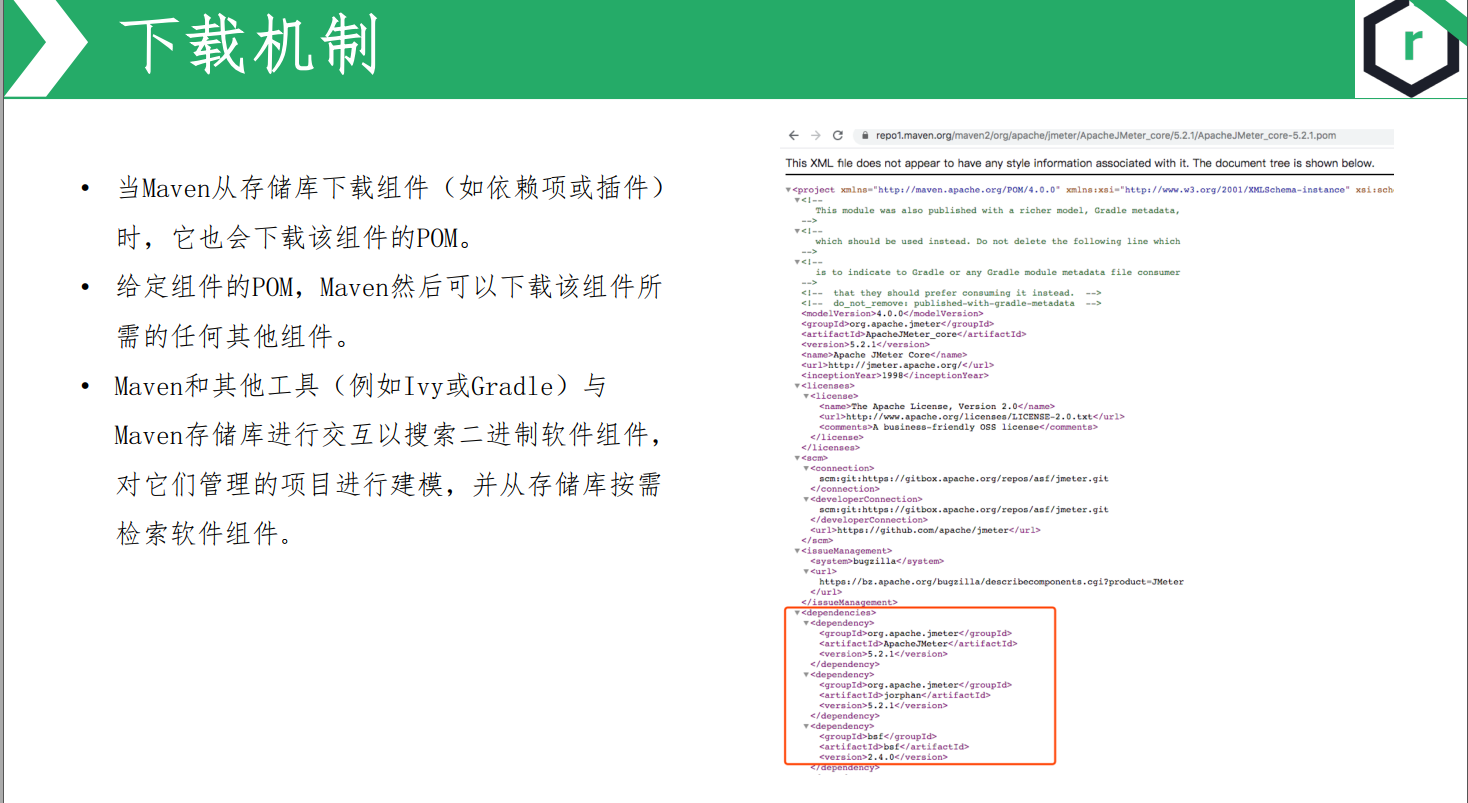 下载机制
r
• 当Maven从存储库下载组件（如依赖项或插件）
时，它也会下载该组件的POM。
• 给定组件的POM，Maven然后可以下载该组件所
需的任何其他组件。
• Maven和其他工具（例如Ivy或Gradle）与
Maven存储库进行交互以搜索二进制软件组件，
对它们管理的项目进行建模，并从存储库按需
检索软件组件。
repo1.maven.org/maven2/org/apache/jmeter/ApacheJMeter_core/5.2.1/ApacheJMeter_core-5.2.1.pom
This XML file does not appear to have any style information associated with it. The document tree is shown below.
▼<project xmlns="http://maven.apache.org/POM/4.0.0" xmlns:xsi="http://www.w3.org/2001/XMLSchema-instance" xsi:sch
▼<!--
This module was also published with a richer model, Gradle metadata,
-->
▼<!--
which should be used instead. Do not delete the following line which
-->
▼<!--
is to indicate to Gradle or any Gradle module metadata file consumer
-->
<!-- that they should prefer consuming it instead. -->
<!-- do_not_remove: published-with-gradle-metadata -->
<modelVersion>4.0.0</modelVersion>
<groupId>org.apache.jmeter</groupId>
<artifactId>ApacheJMeter_core</artifactId>
<version>5.2.1</version>
<name>Apache JMeter Core</name>
<url>http://jmeter.apache.org/</url>
<inceptionYear>1998</inceptionYear>
▼<licenses>
▼<license>
<name>The Apache License, Version 2.0</name>
<url>http://www.apache.org/licenses/LICENSE-2.0.txt</url>
<comments>A business-friendly OSS license</comments>
</license>
</licenses>
▼<scm>
▼<connection>
scm:git:https://gitbox.apache.org/repos/asf/jmeter.git
</connection>
▼<developerConnection>
scm:git:https://gitbox.apache.org/repos/asf/jmeter.git
</developerConnection>
<url>https://github.com/apache/jmeter</url>
</scm>
▼<issueManagement>
<system>bugzilla</system>
▼<url>
https://bz.apache.org/bugzilla/describecomponents.cgi?product=JMeter
</url>
</issueManagement>
▼<dependencies>
▼<dependency>
<groupId>org.apache.jmeter</groupId>
<artifactId>ApacheJMeter</artifactId>
<version>5.2.1</version>
</dependency>
▼<dependency>
<groupId>org.apache.jmeter</groupId>
<artifactId>jorphan</artifactId>
<version>5.2.1</version>
</dependency>
▼<dependency>
<groupId>bsf</groupId>
<artifactId>bsf</artifactId>
<version>2.4.0</version>
</dependency>